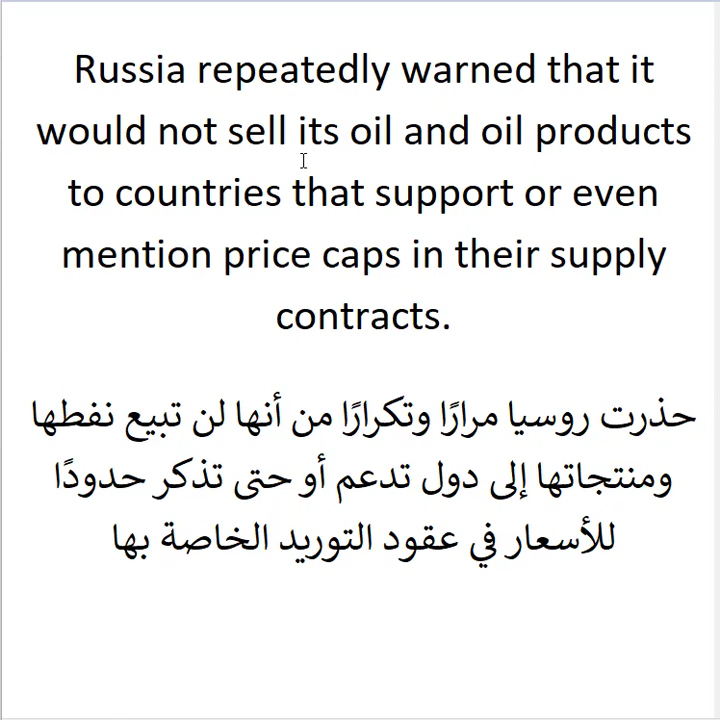 Russia repeatedly warned that it
would not sell its oil and oil products
to countries that support or even
mention price caps in their supply
contracts.
حذرت روسيا مرارًا وتكرارًا من أنها لن تبيع نفطها
ومنتجاتها إلى دول تدعم أو حتى تذكر حدودًا
للأسعار في عقود التوريد الخاصة بها